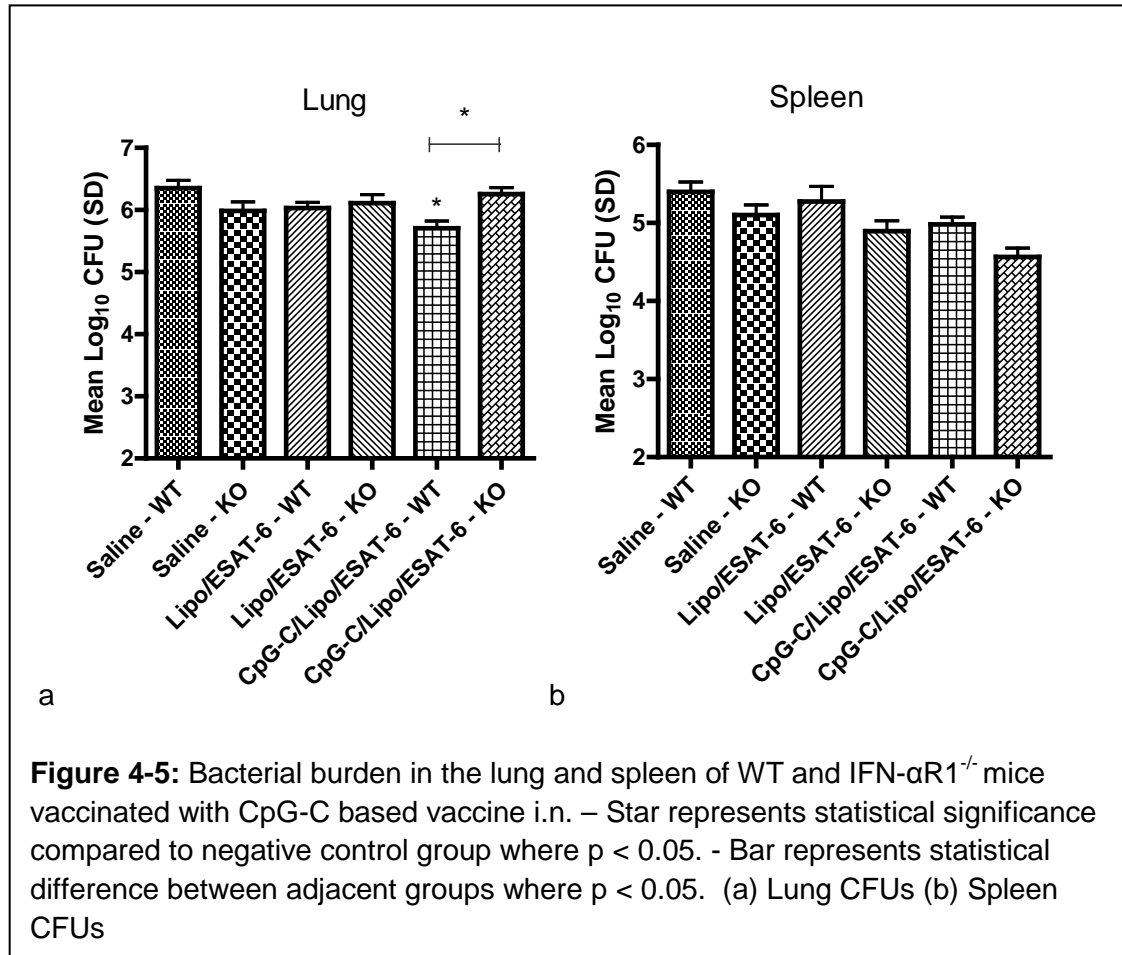 Lung
*
*
Mean Log₁₀ CFU (SD)
7
6
5
4
3
2
Saline - WT
Saline - KO
Lipo/ESAT-6 - WT
Lipo/ESAT-6 - KO
CpG-C/Lipo/ESAT-6 - WT
CpG-C/Lipo/ESAT-6 - KO
a
Spleen
Mean Log₁₀ CFU (SD)
6
5
4
3
2
Saline - WT
Saline - KO
Lipo/ESAT-6 - WT
Lipo/ESAT-6 - KO
CpG-C/Lipo/ESAT-6 - WT
CpG-C/Lipo/ESAT-6 - KO
b
Figure 4-5: Bacterial burden in the lung and spleen of WT and IFN-αR1⁻/⁻ mice
vaccinated with CpG-C based vaccine i.n. – Star represents statistical significance
compared to negative control group where p < 0.05. - Bar represents statistical
difference between adjacent groups where p < 0.05.  (a) Lung CFUs (b) Spleen
CFUs